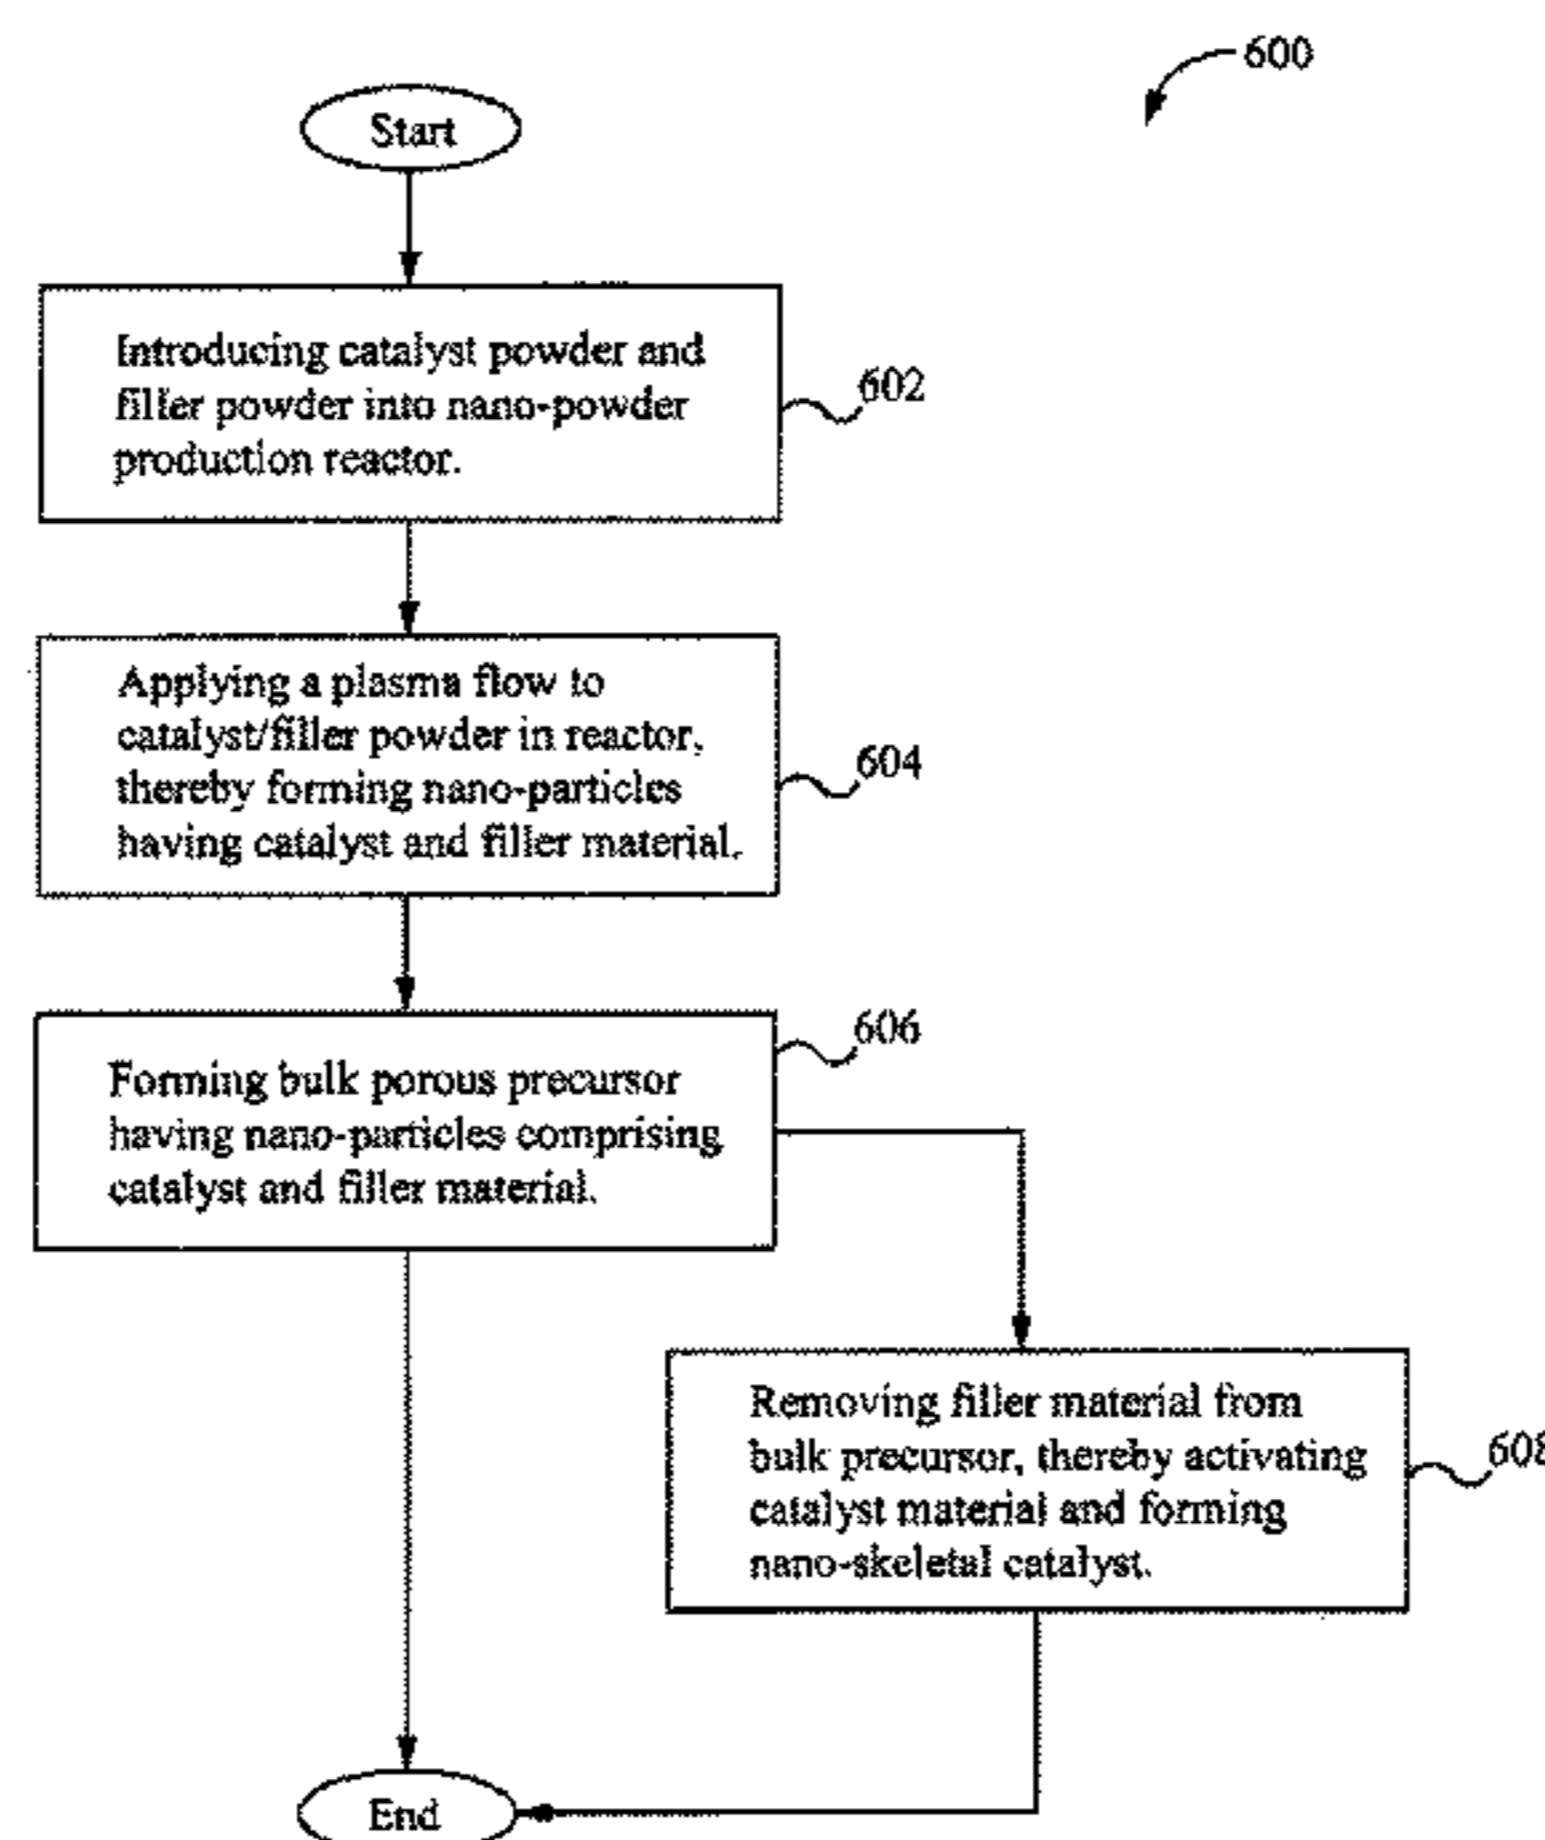 600
Start
Introducing catalyst powder and
filler powder into nano-powder
production reactor.
602
Applying a plasma flow to
catalyst/filler powder in reactor,
thereby forming nano-particles
having catalyst and filler material.
604
606
Forming bulk porous precursor
having nano-particles comprising
catalyst and filler material.
Removing filler material from
bulk precursor, thereby activating
catalyst material and forming
nano-skeletal catalyst.
608
End